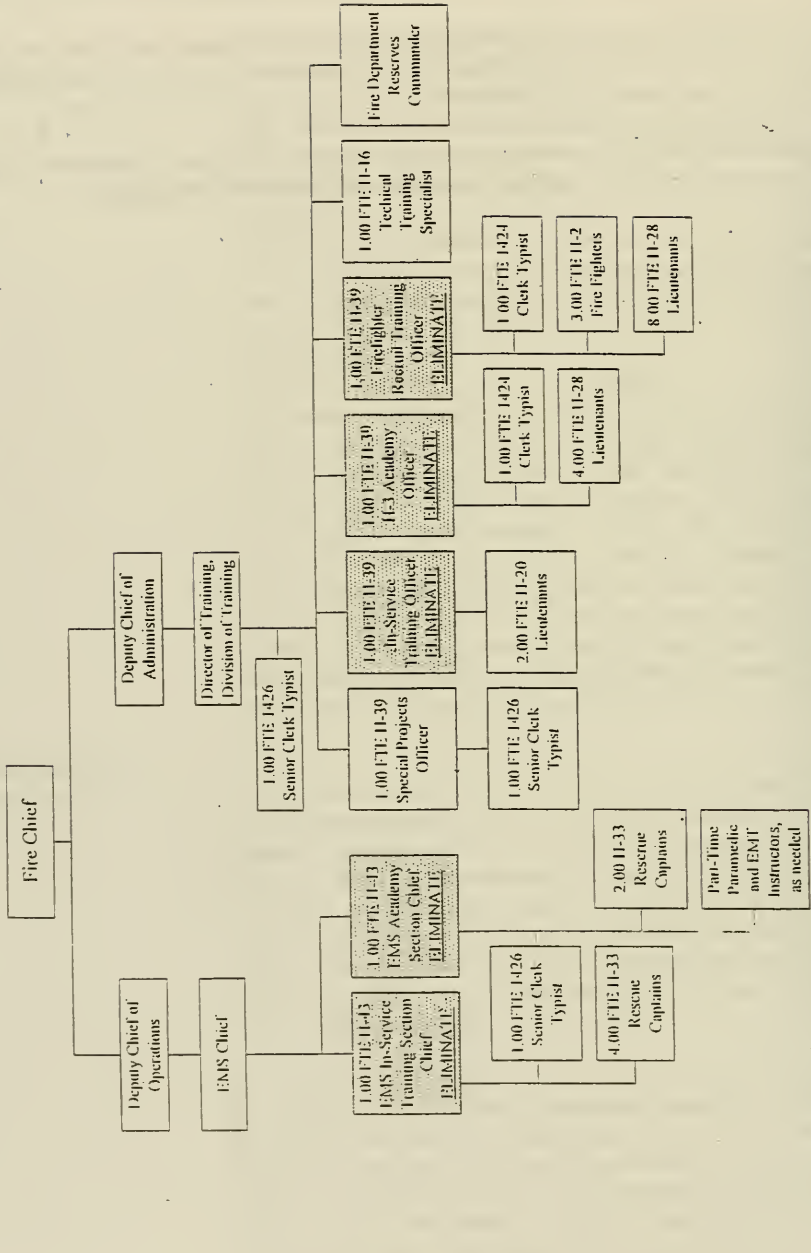 Fire Chief
Deputy Chief of
Operations
EMS Chief
1.00 FTE H-43
EMS In-Service
Training Section
Chief
ELIMINATE
1.00 FTE 1426
Senior Clerk
Typist
4.00 FTE H-33
Rescue
Captains
1.00 FTE H-43
EMS Academy
Section Chief
ELIMINATE
2.00 H-33
Rescrue
Captains
Part-Time
Paramedic
and EMT
Instructors,
as needed
Deputy Chief of
Administration
Director of Training,
Division of Training
1.00 FTE 1426
Senior Clerk Typist
1.00 FTE H-39
Special Projects
Officer
1.00 FTE 1426
Senior Clerk
Typist
1.00 FTE H-39
In-Service
Training Officer
ELIMINATE
2.00 FTE H-20
Lieutenants
1.00 FTE H-39
H-3 Academy
Officer
ELIMINATE
1.00 FTE 1424
Clerk Typist
4.00 FTE H-28
Lieutenants
1.00 FTE H-39
Firefighter
Recruit Training
Officer
ELIMINATE
1.00 FTE 1424
Clerk Typist
3.00 FTE H-2
Fire Fighters
8.00 FTE H-28
Lieutenants
1.00 FTE H-16
Techical
Training
Specialist
Fire Department
Reserves
Commander